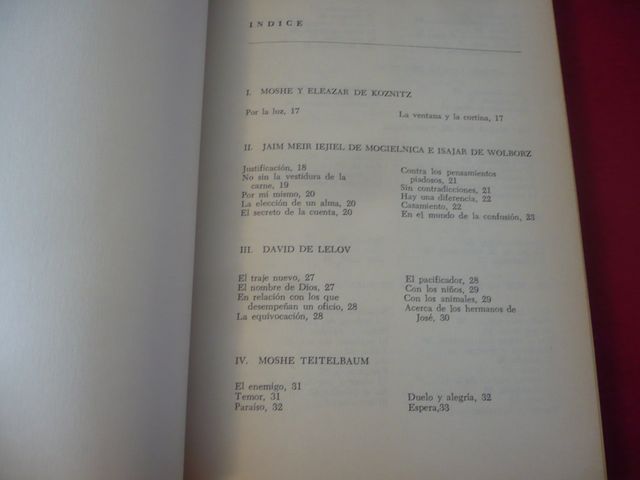 INDICE
I. MOSHE Y ELEAZAR DE KOZNITZ
Por la luz, 17
La ventana y la cortina, 17
II. JAIM MEIR IEJIEL DE MOGIELNICA E ISAJAR DE WOLBORZ
Justificación, 18
No sin la vestidura de la
carne, 19
Por mi mismo, 20
La elección de un alma, 20
El secreto de la cuenta, 20
Contra los pensamientos
piadosos, 21
Sin contradicciones, 21
Hay una diferencia, 22
Casamiento, 22
En el mundo de la confusión, 23
III. DAVID DE LELOV
El traje nuevo, 27
El nombre de Dios, 27
En relación con los que
desempeñan un oficio, 28
La equivocación, 28
El pacificador, 28
Con los niños, 29
Con los animales, 29
Acerca de los hermanos de
José, 30
IV. MOSHE TEITELBAUM
El enemigo, 31
Temor, 31
Paraíso, 32
Duelo y alegría, 32
Espera,33